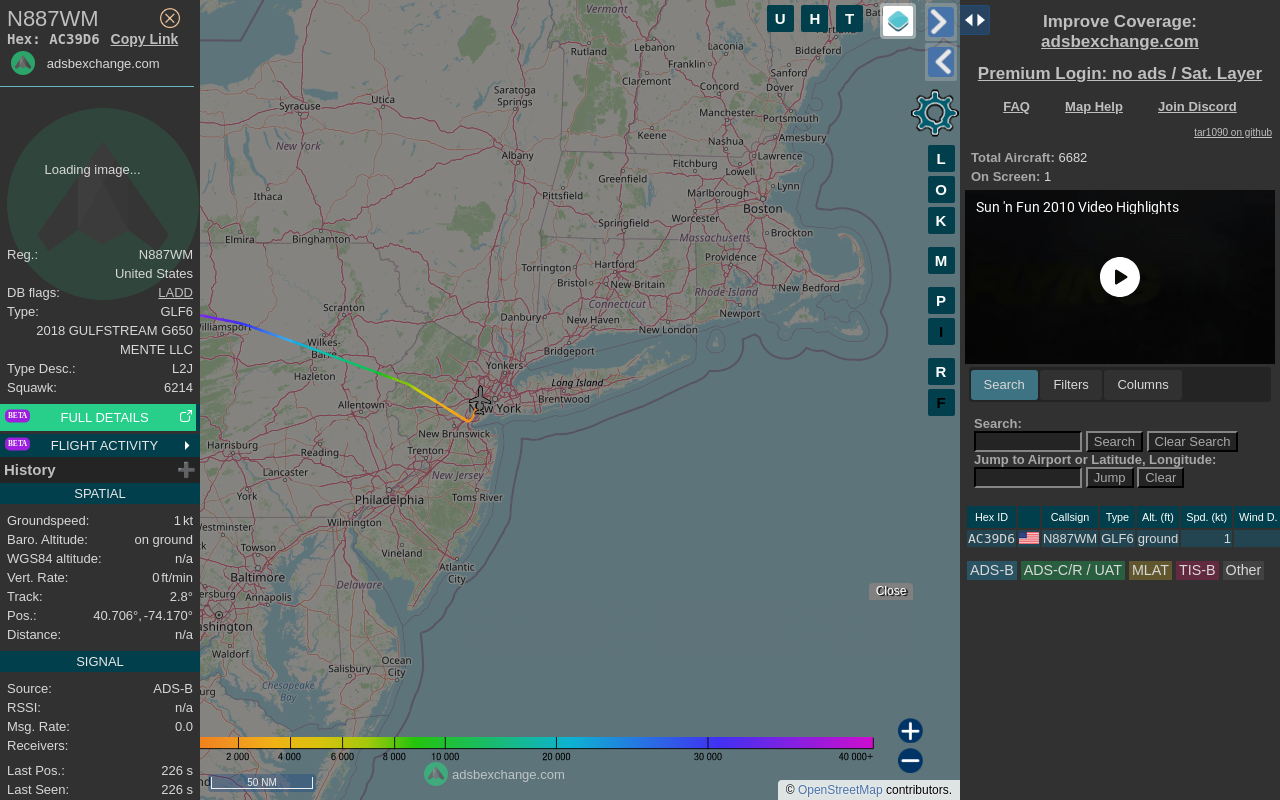 N887WM
Hex: AC39D6 Copy Link
adsbexchange.com
Loading image...
Reg.: N887WM
United States
DB flags: LADD
Type: GLF6
2018 GULFSTREAM G650
MENTE LLC
Type Desc.: L2J
Squawk: 6214
BETA FULL DETAILS
BETA FLIGHT ACTIVITY
History
SPATIAL
Groundspeed: 1 kt
Baro. Altitude: on ground
WGS84 altitude: n/a
Vert. Rate: 0 ft/min
Track: 2.8°
Pos.: 40.706°, -74.170°
Distance: n/a
SIGNAL
Source: ADS-B
RSSI: n/a
Msg. Rate: 0.0
Receivers:
Last Pos.: 226 s
Last Seen: 226 s
Vermont
Rutland
Lebanon
Laconia
Biddeford
Franklin
Sanford
Claremont
Concord
Dover
Saratoga
Springs
Utica
Syracuse
Manchester
Portsmouth
Keene
Nashua
Amesbury
New York
Albany
Fitchburg
Lawrence
Greenfield
Ithaca
Pittsfield
Marlborough
Lynn
Worcester
Boston
Springfield
Elmira
Binghamton
Massachusetts
Brockton
Providence
Torrington
Hartford
Bristol
New Britain
Rhode Island
New Bedford
Connecticut
Scranton
Danbury
New Haven
Newport
New London
illiamsport
Wilkes-
Bridgeport
Yonkers
Hazleton
Long Island
Brentwood
Allentown
New York
New Brunswick
Harrisburg
Reading
Trenton
Lancaster
New Jersey
York
Philadelphia
Toms River
Wilmington
Westminster
Towson
Vineland
Atlantic
City
Baltimore
Delaware
Annapolis
ashington
Waldorf
Salisbury
Ocean
City
Chesapeake
Bay
U H T
L
O
K
M
P
I
R
F
Close
2 000 4 000 6 000 8 000 10 000 20 000 30 000 40 000+
adsbexchange.com
50 NM
© OpenStreetMap contributors.
Improve Coverage:
adsbexchange.com
Premium Login: no ads / Sat. Layer
FAQ Map Help Join Discord
tar1090 on github
Total Aircraft: 6682
On Screen: 1
Sun 'n Fun 2010 Video Highlights
Search Filters Columns
Search:
Search Clear Search
Jump to Airport or Latitude, Longitude:
Jump Clear
Hex ID Callsign Type Alt. (ft) Spd. (kt) Wind D.
AC39D6 N887WM GLF6 ground 1
ADS-B ADS-C/R / UAT MLAT TIS-B Other